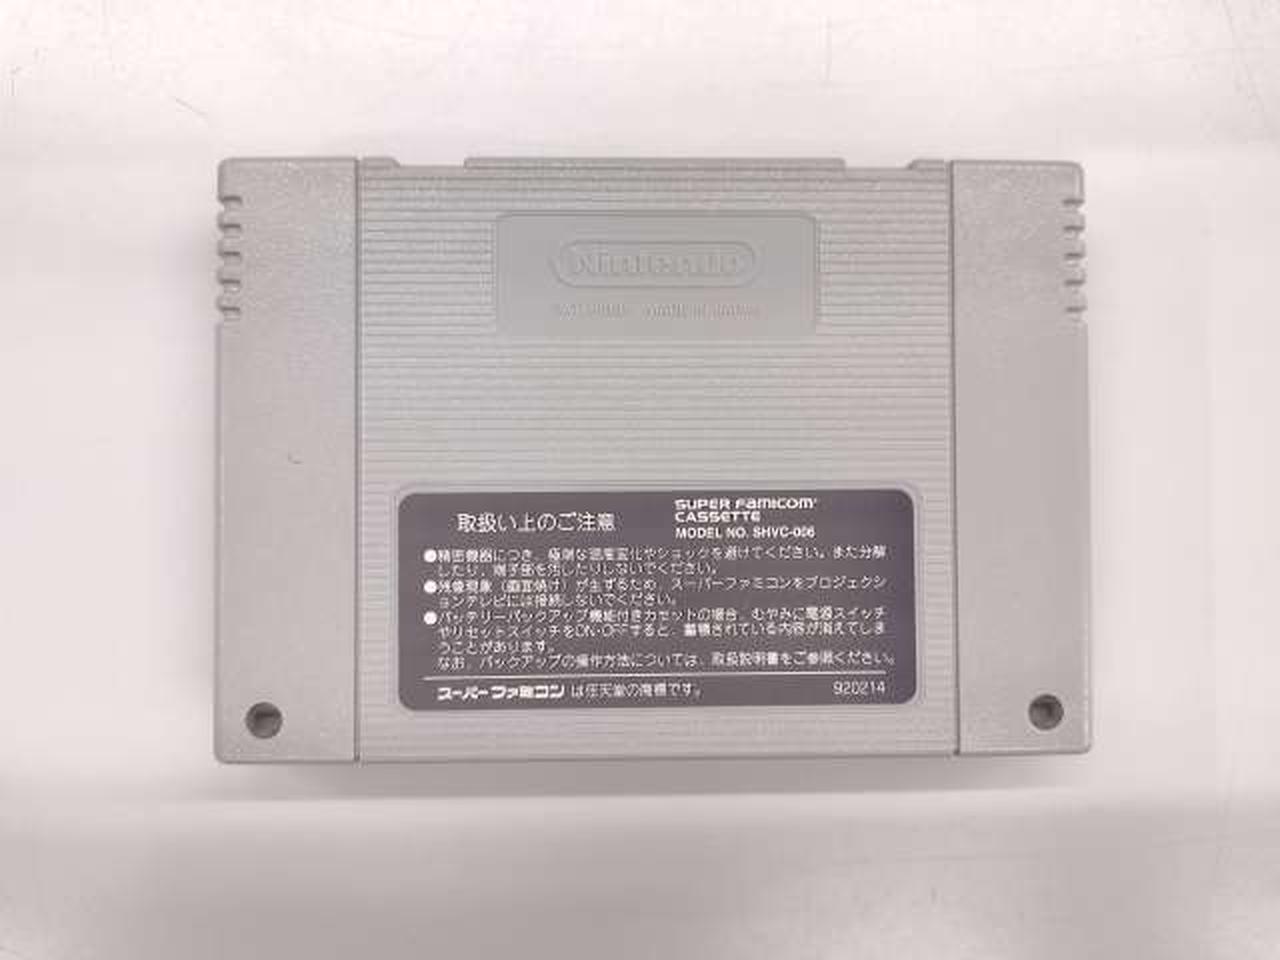 Nintendo
取扱い上のご注意
SUPER FAMICOM
CASSETTE
MODEL NO. SHVC-006
●精密機器につき、極端な温度変化やショックを避けてください。また分解
したり、端子部を汚したりしないでください。
●残像現象（画面焼け）が生ずるため、スーパーファミコンをプロジェクシ
ョンテレビには接続しないでください。
●バッテリーバックアップ機能付きカセットの場合、むやみに電源スイッチ
やリセットスイッチをON・OFFすると、蓄積されている内容が消えてしま
うことがあります。
なお、バックアップの操作方法については、取扱説明書をご参照ください。
スーパーファミコン は任天堂の商標です。
920214